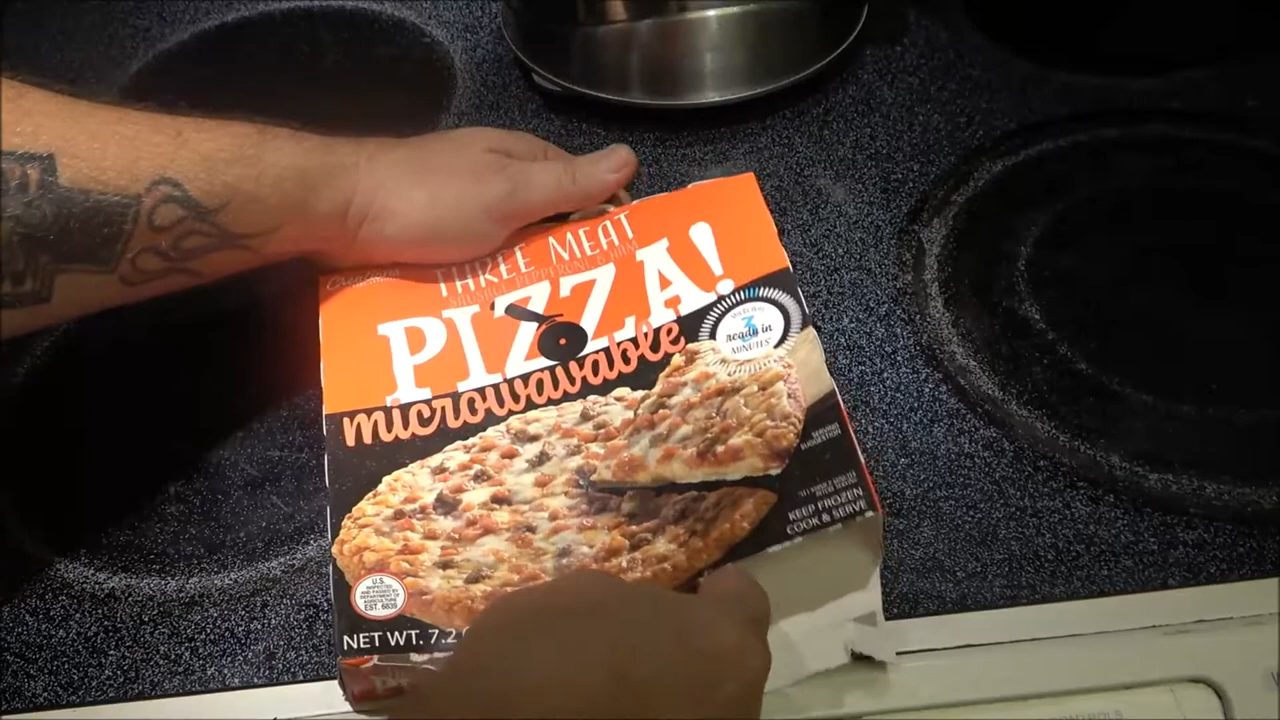 THREE MEAT
SAUSAGE, PEPPERONI & HAM
PIZZA!
microwavable
3
ready in
MINUTES*
SERVING
SUGGESTION
KEEP FROZEN
COOK & SERVE
U.S.
INSPECTED
AND PASSED BY
DEPARTMENT OF
AGRICULTURE
EST. 6839
NET WT. 7.2